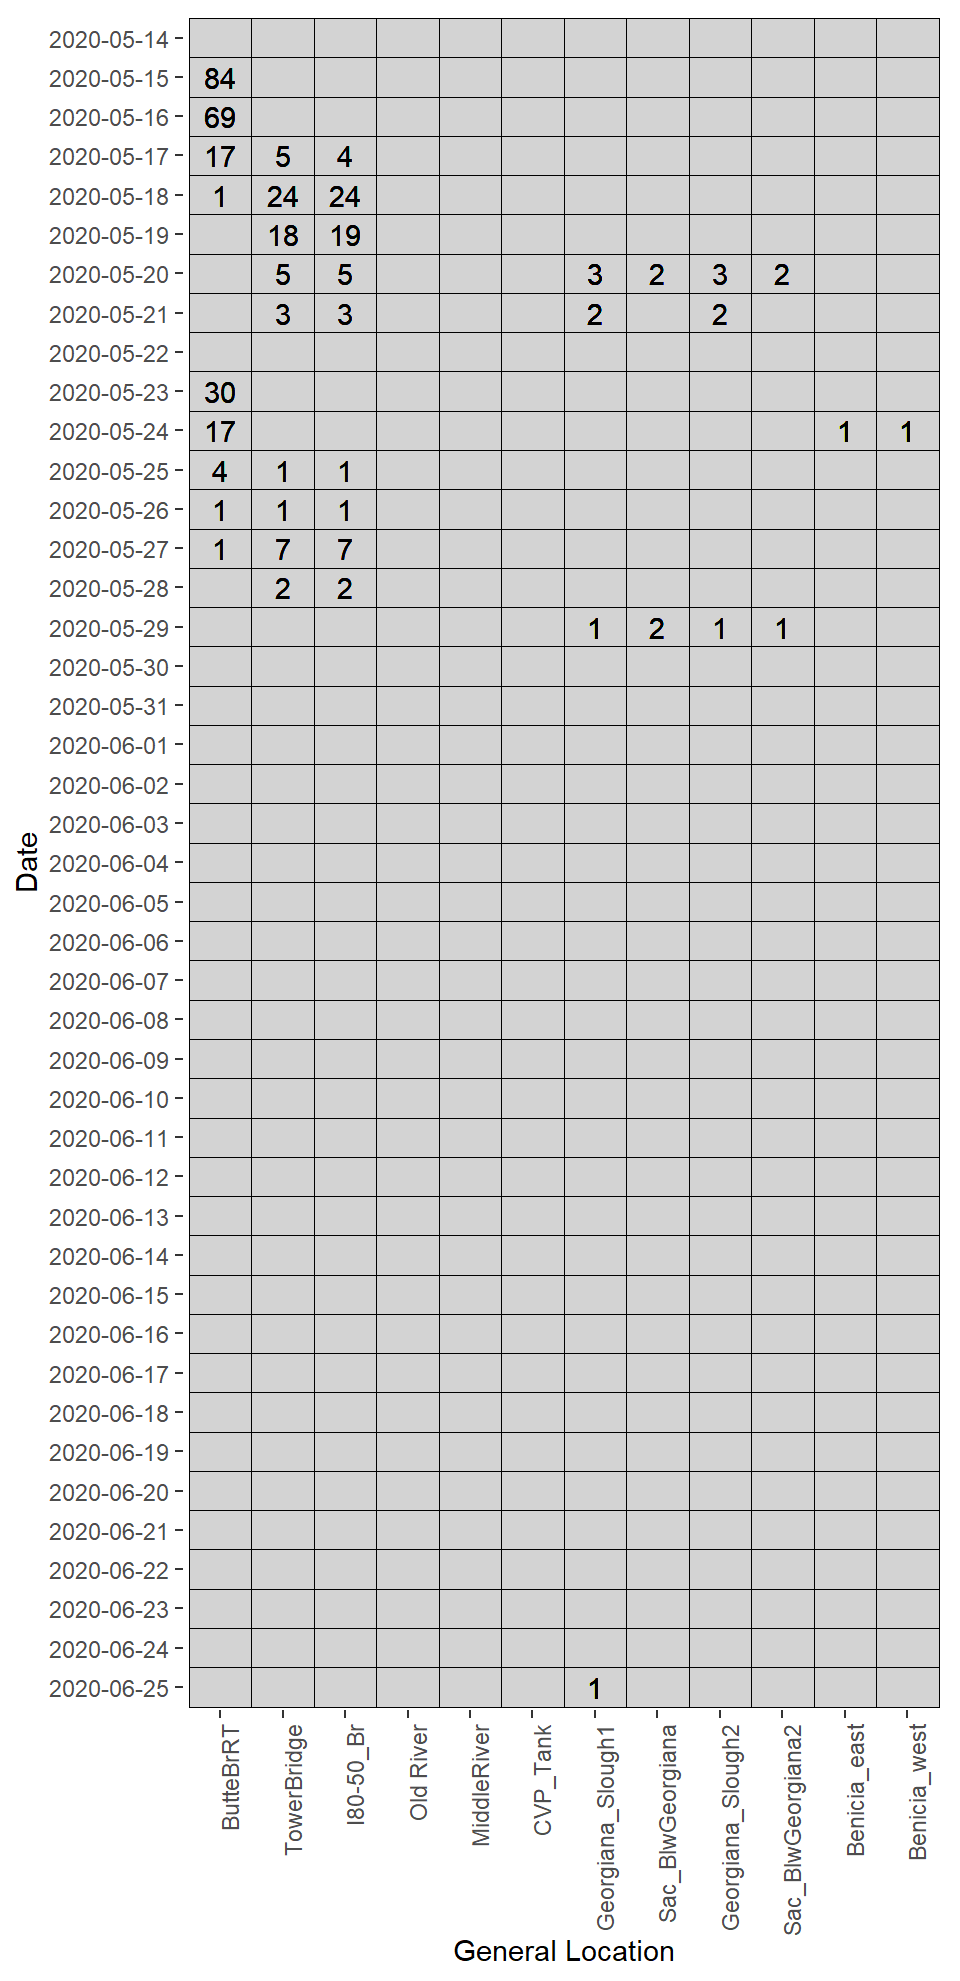 2020-05-14
2020-05-15 84
2020-05-16 69
2020-05-17 17 5 4
2020-05-18 1 24 24
2020-05-19 18 19
2020-05-20 5 5 3 2 3 2
2020-05-21 3 3 2 2
2020-05-22
2020-05-23 30
2020-05-24 17 1 1
2020-05-25 4 1 1
2020-05-26 1 1 1
2020-05-27 1 7 7
2020-05-28 2 2
2020-05-29 1 2 1 1
2020-05-30
2020-05-31
2020-06-01
2020-06-02
2020-06-03
2020-06-04
2020-06-05
2020-06-06
2020-06-07
2020-06-08
2020-06-09
2020-06-10
2020-06-11
2020-06-12
2020-06-13
2020-06-14
2020-06-15
2020-06-16
2020-06-17
2020-06-18
2020-06-19
2020-06-20
2020-06-21
2020-06-22
2020-06-23
2020-06-24
2020-06-25 1
Date
ButteBrRT
TowerBridge
I80-50_Br
Old River
MiddleRiver
CVP_Tank
Georgiana_Slough1
Sac_BlwGeorgiana
Georgiana_Slough2
Sac_BlwGeorgiana2
Benicia_east
Benicia_west
General Location